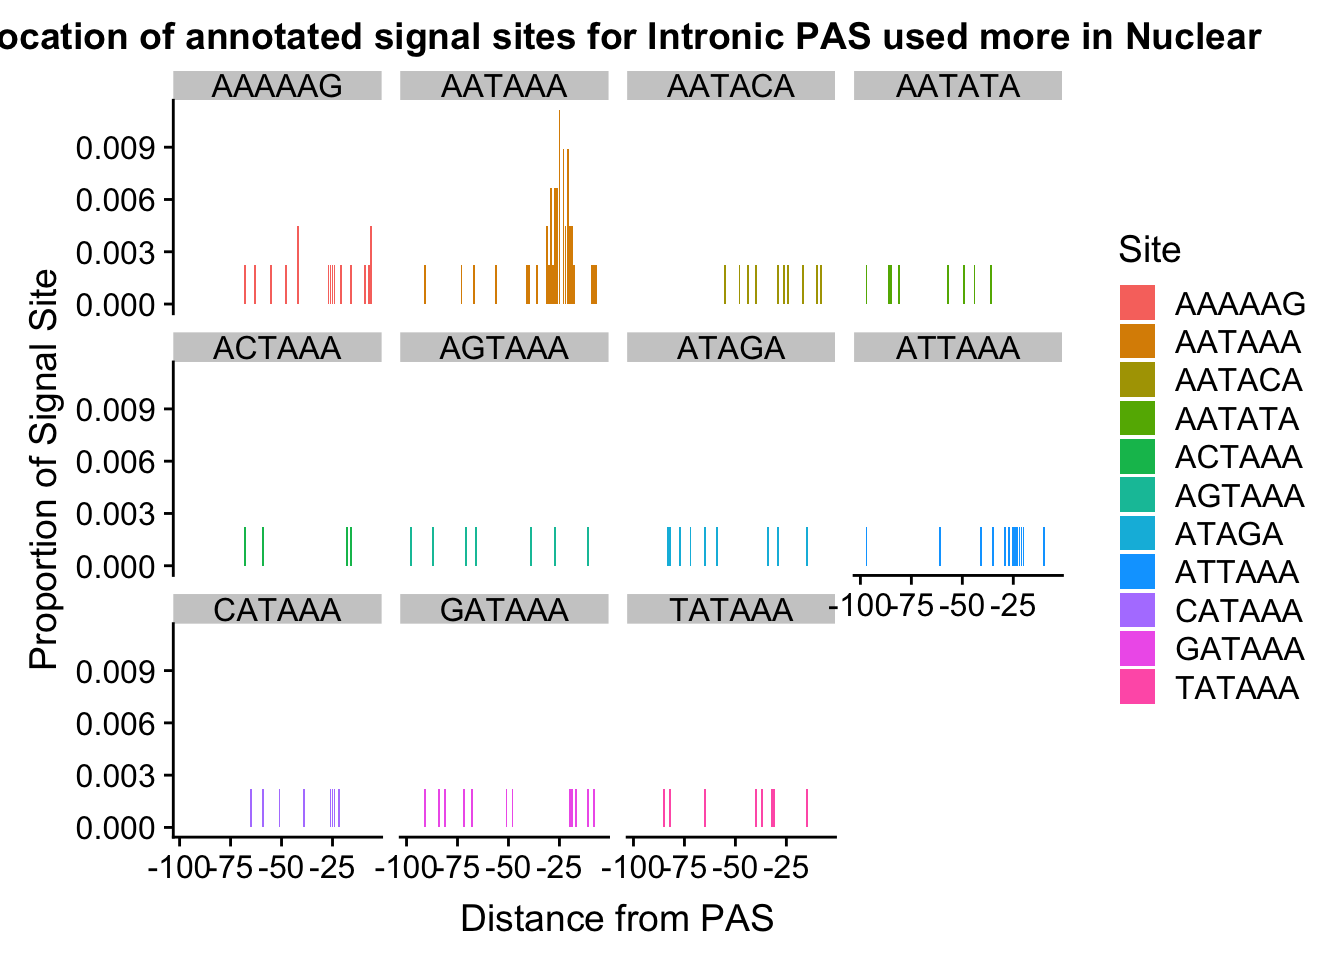 ocation of annotated signal sites for Intronic PAS used more in Nuclear
AAAAAG AATAAA AATACA AATATA
0.009
0.006
0.003
0.000
ACTAAA AGTAAA ATAGA ATTAAA
0.009
0.006
0.003
0.000
-100 -75 -50 -25
CATAAA GATAAA TATAAA
0.009
0.006
0.003
0.000
-100 -75 -50 -25 -100 -75 -50 -25 -100 -75 -50 -25
Distance from PAS
Proportion of Signal Site
Site
AAAAAG
AATAAA
AATACA
AATATA
ACTAAA
AGTAAA
ATAGA
ATTAAA
CATAAA
GATAAA
TATAAA